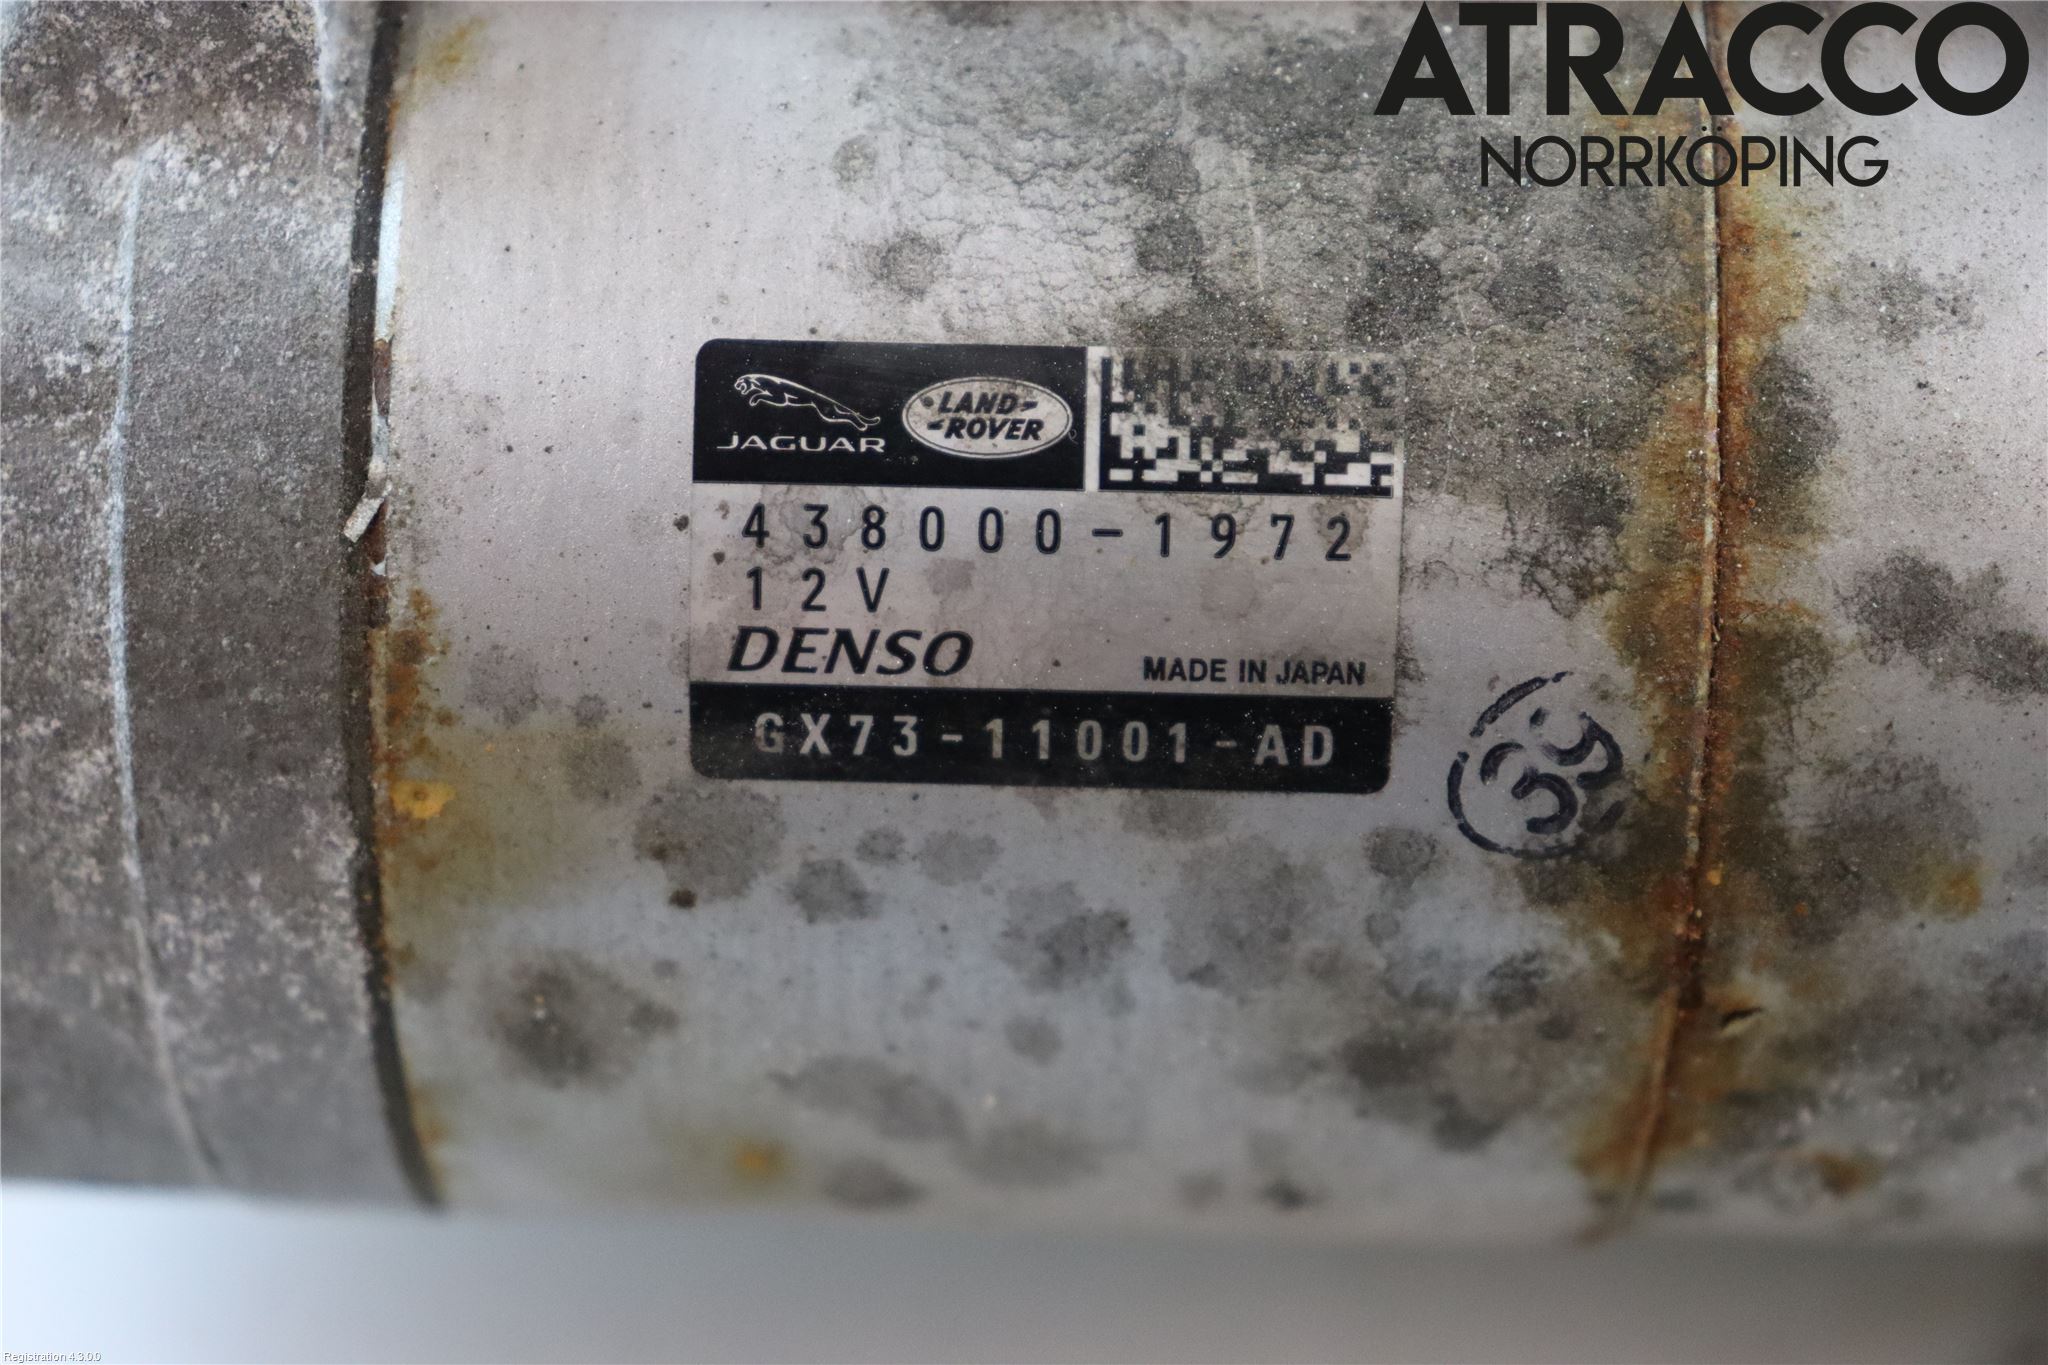 ATRACCO
NORRKÖPING
JAGUAR
LAND-
-ROVER
438000-1972
12V
DENSO
MADE IN JAPAN
GX73-11001-AD
Registration 4.3.0.0